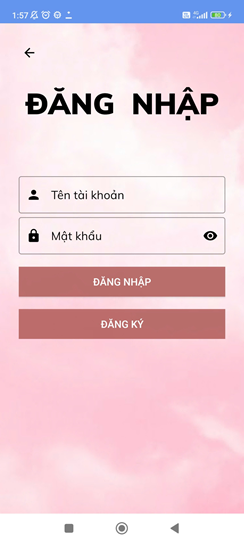 1:57
ĐĂNG NHẬP
Tên tài khoản
Mật khẩu
ĐĂNG NHẬP
ĐĂNG KÝ